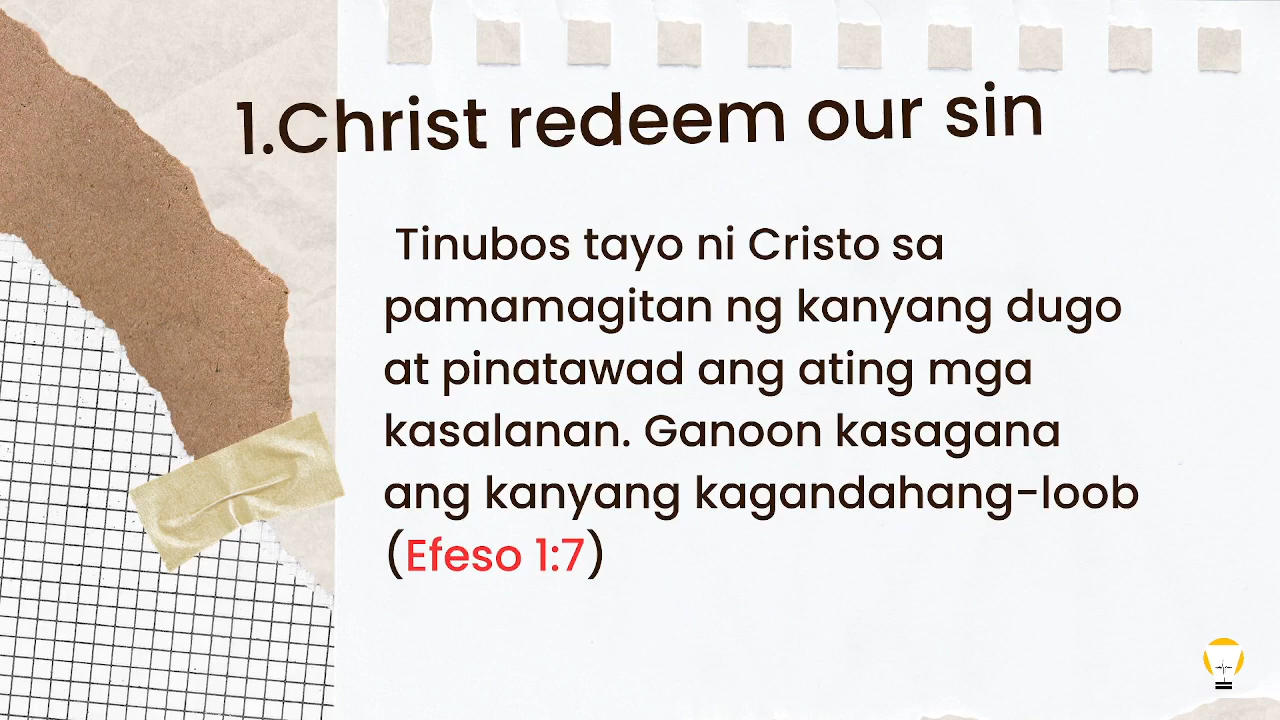 1.Christ redeem our sin
Tinubos tayo ni Cristo sa
pamamagitan ng kanyang dugo
at pinatawad ang ating mga
kasalanan. Ganoon kasagana
ang kanyang kagandahang-loob
(Efeso 1:7)